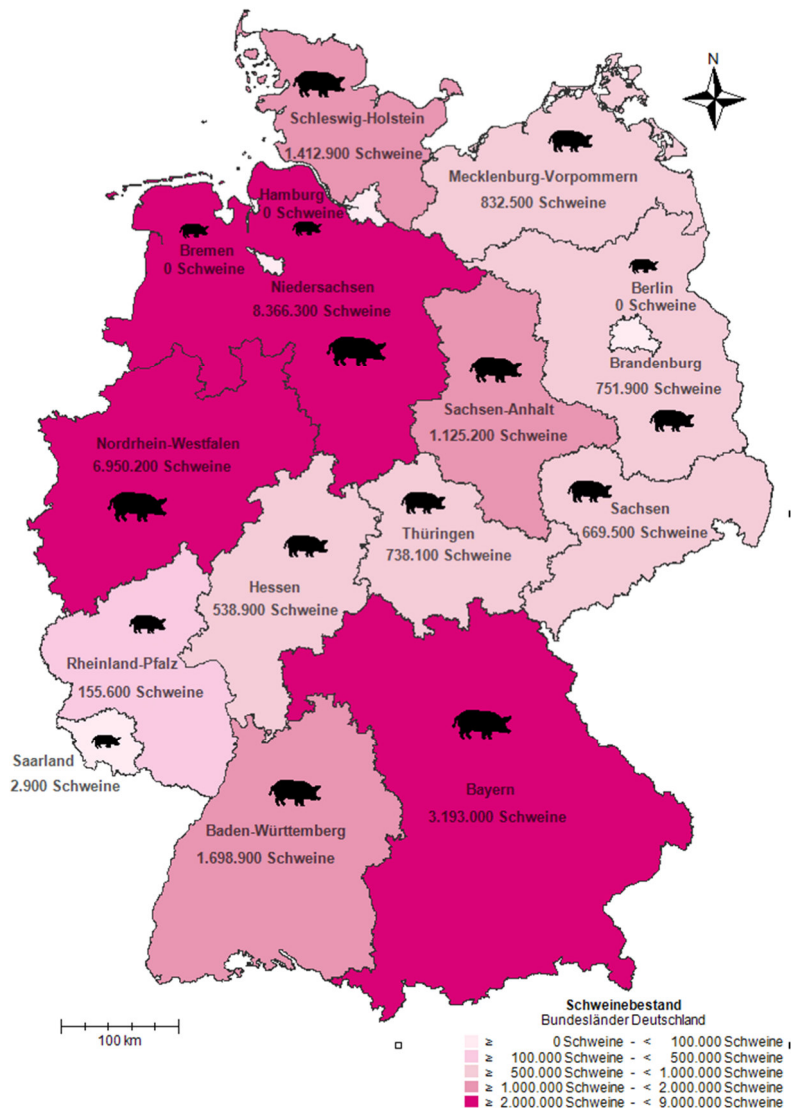 N
Schleswig-Holstein
1.412.900 Schweine
Mecklenburg-Vorpommern
832.500 Schweine
Hamburg
0 Schweine
Bremen
0 Schweine
Niedersachsen
8.366.300 Schweine
Berlin
0 Schweine
Brandenburg
751.900 Schweine
Sachsen-Anhalt
1.125.200 Schweine
Nordrhein-Westfalen
6.950.200 Schweine
Sachsen
669.500 Schweine
Thüringen
738.100 Schweine
Hessen
538.900 Schweine
Rheinland-Pfalz
155.600 Schweine
Saarland
2.900 Schweine
Bayern
3.193.000 Schweine
Baden-Württemberg
1.698.900 Schweine
100 km
Schweinebestand
Bundesländer Deutschland
≥ 0 Schweine - < 100.000 Schweine
≥ 100.000 Schweine - < 500.000 Schweine
≥ 500.000 Schweine - < 1.000.000 Schweine
≥ 1.000.000 Schweine - < 2.000.000 Schweine
≥ 2.000.000 Schweine - < 9.000.000 Schweine